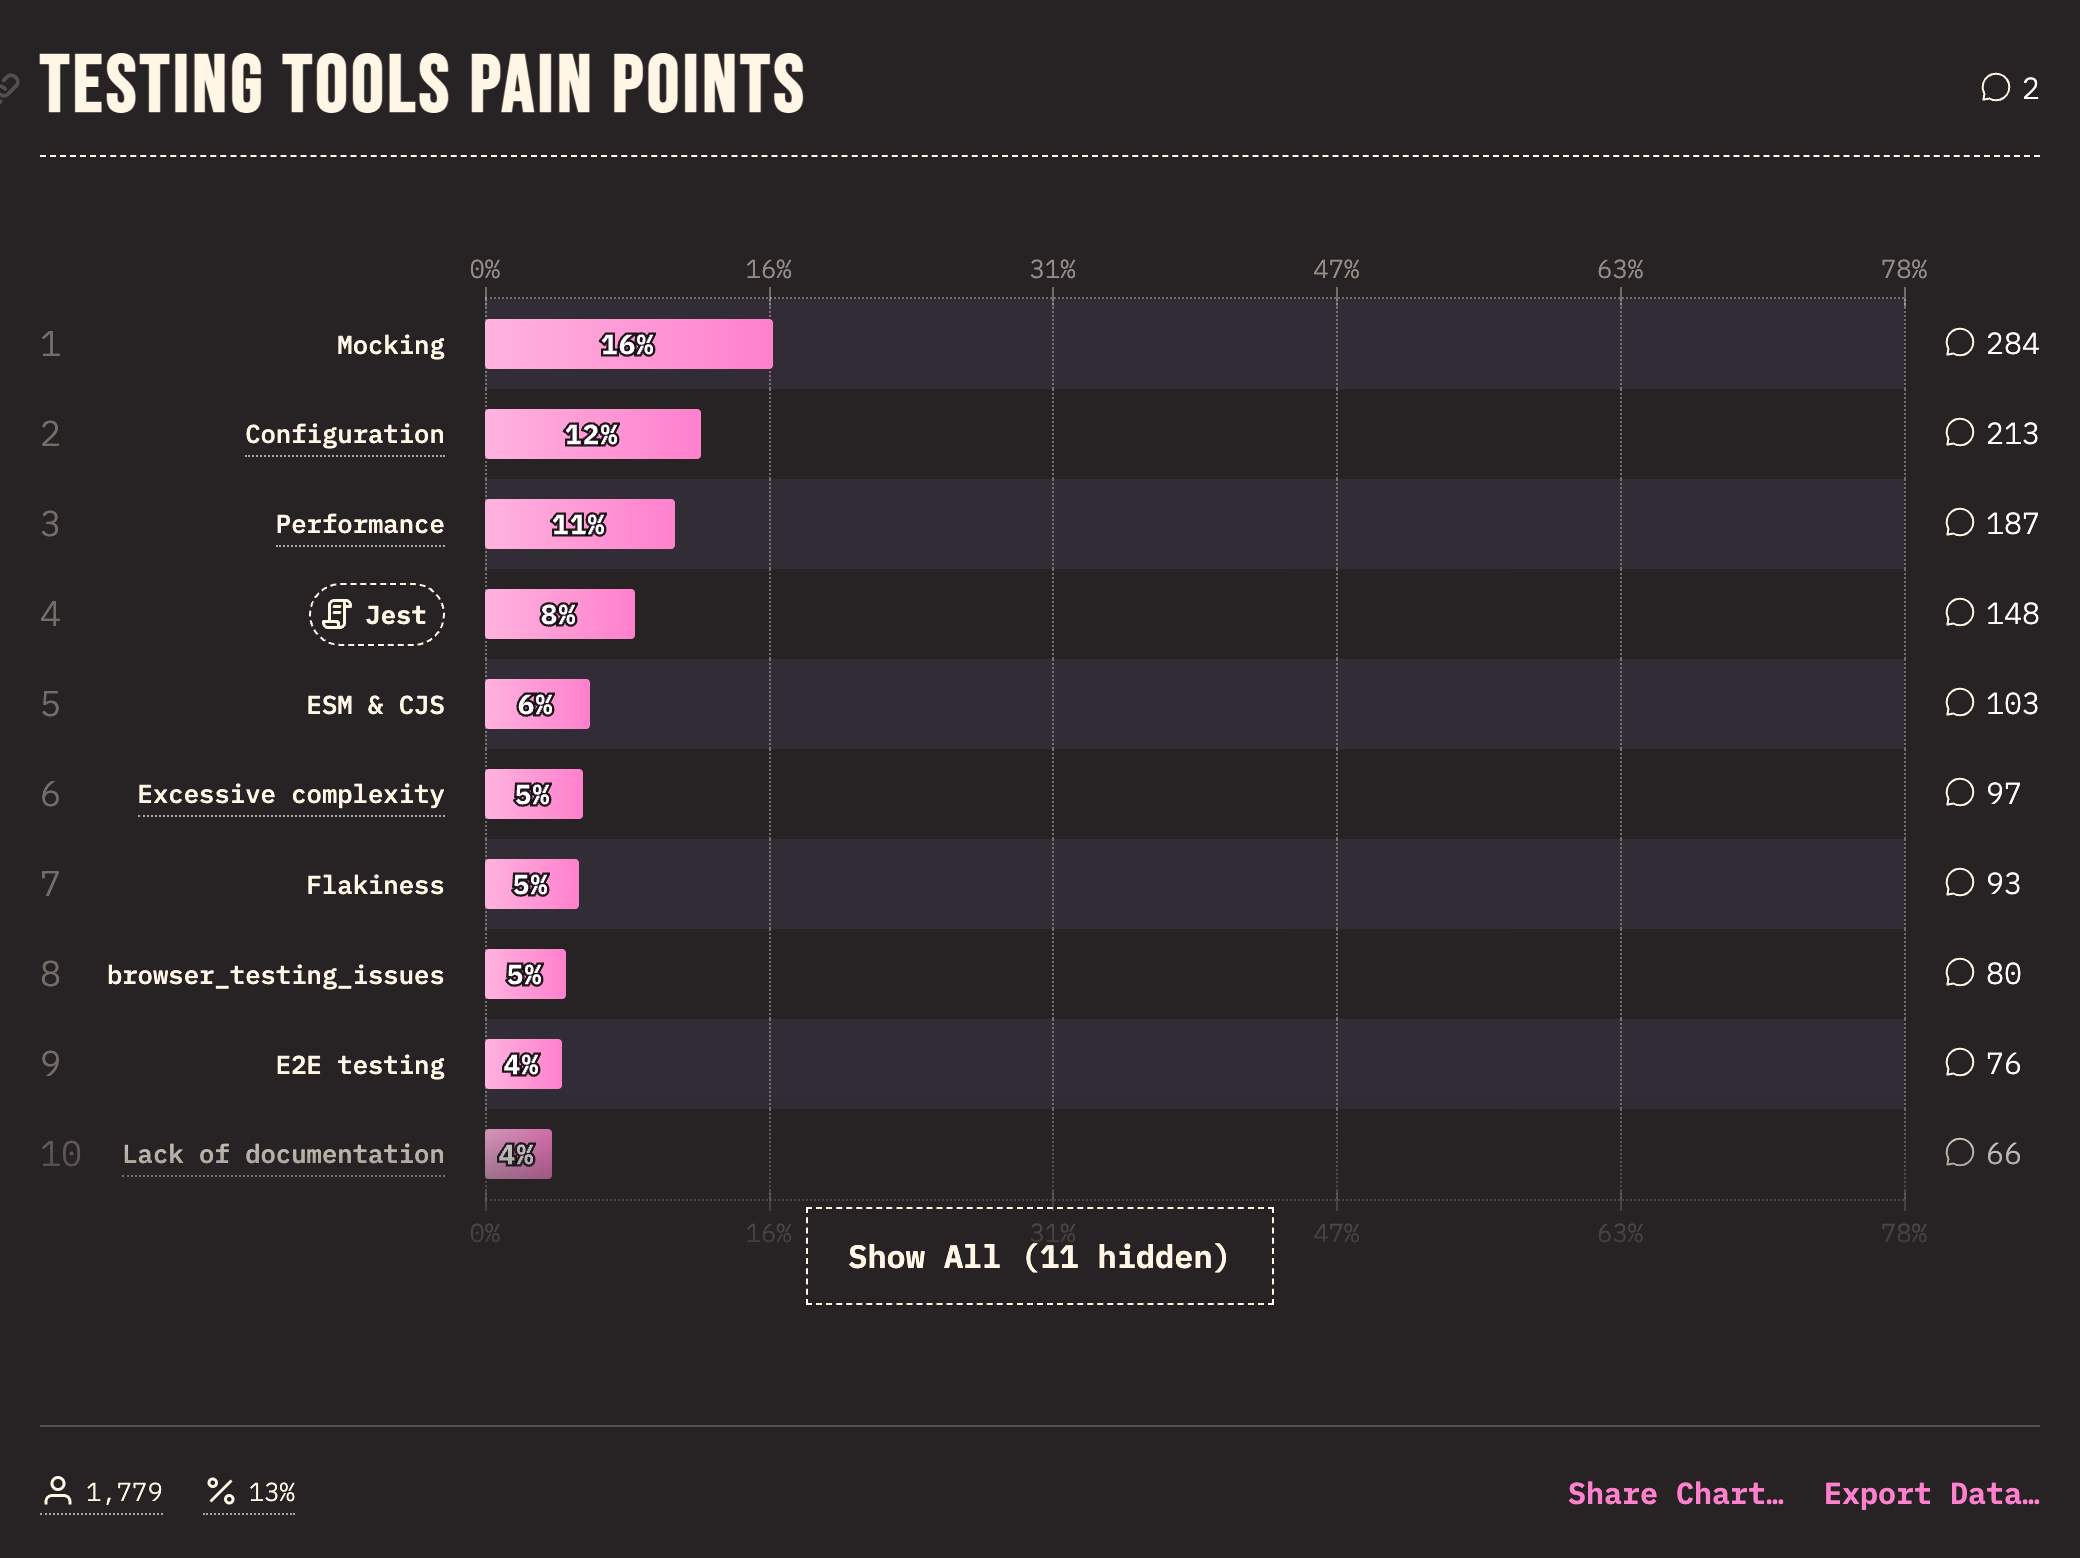 TESTING TOOLS PAIN POINTS
2
0% 16% 31% 47% 63% 78%
1 Mocking 16% 284
2 Configuration 12% 213
3 Performance 11% 187
4 Jest 8% 148
5 ESM & CJS 6% 103
6 Excessive complexity 5% 97
7 Flakiness 5% 93
8 browser_testing_issues 5% 80
9 E2E testing 4% 76
10 Lack of documentation 4% 66
0% 16% 31% 47% 63% 78%
Show All (11 hidden)
1,779 % 13% Share Chart… Export Data…